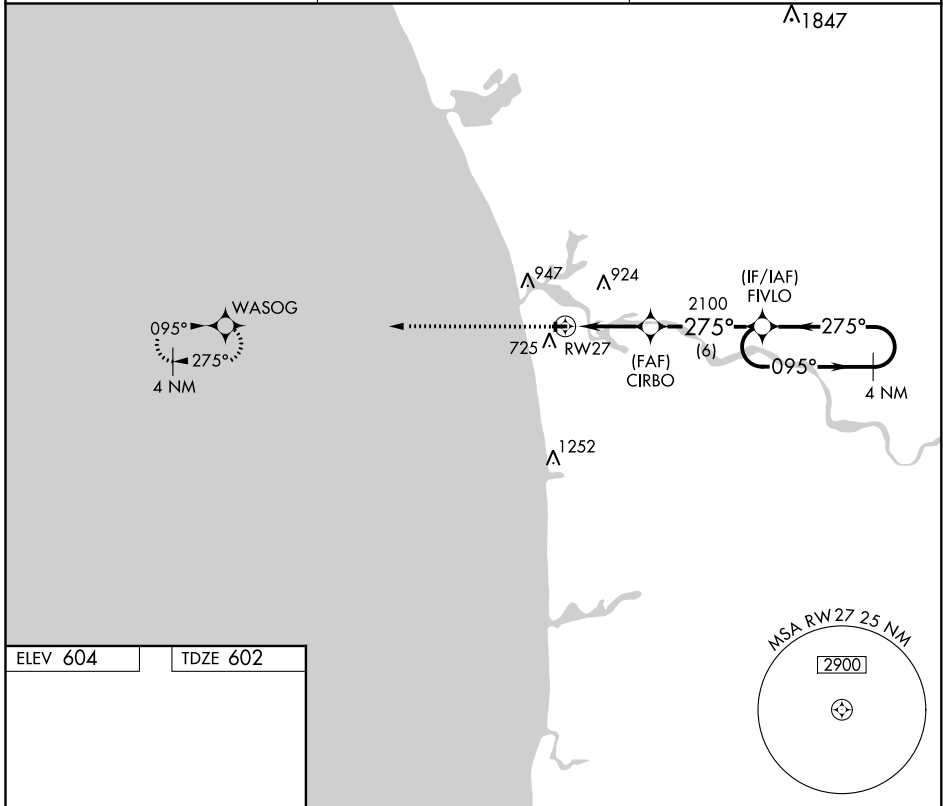 1847
947
924
(IF/IAF)
FIVLO
WASOG
095°
275°
4 NM
2100
275°
(6)
275°
095°
4 NM
725
RW27
(FAF)
CIRBO
1252
ELEV 604
TDZE 602
MSA RW27 25 NM
2900